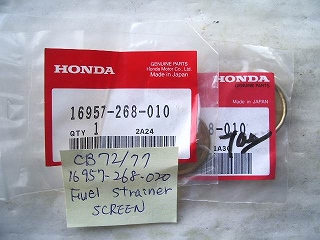 HONDA
GENUINE PARTS
Honda Motor Co., Ltd.
Made in Japan
16957-268-010
QTY 1 2A24
CB72/77
16957-268-020
Fuel Strainer
SCREEN
HONDA
GENUINE PARTS
MADE IN JAPAN
8-010